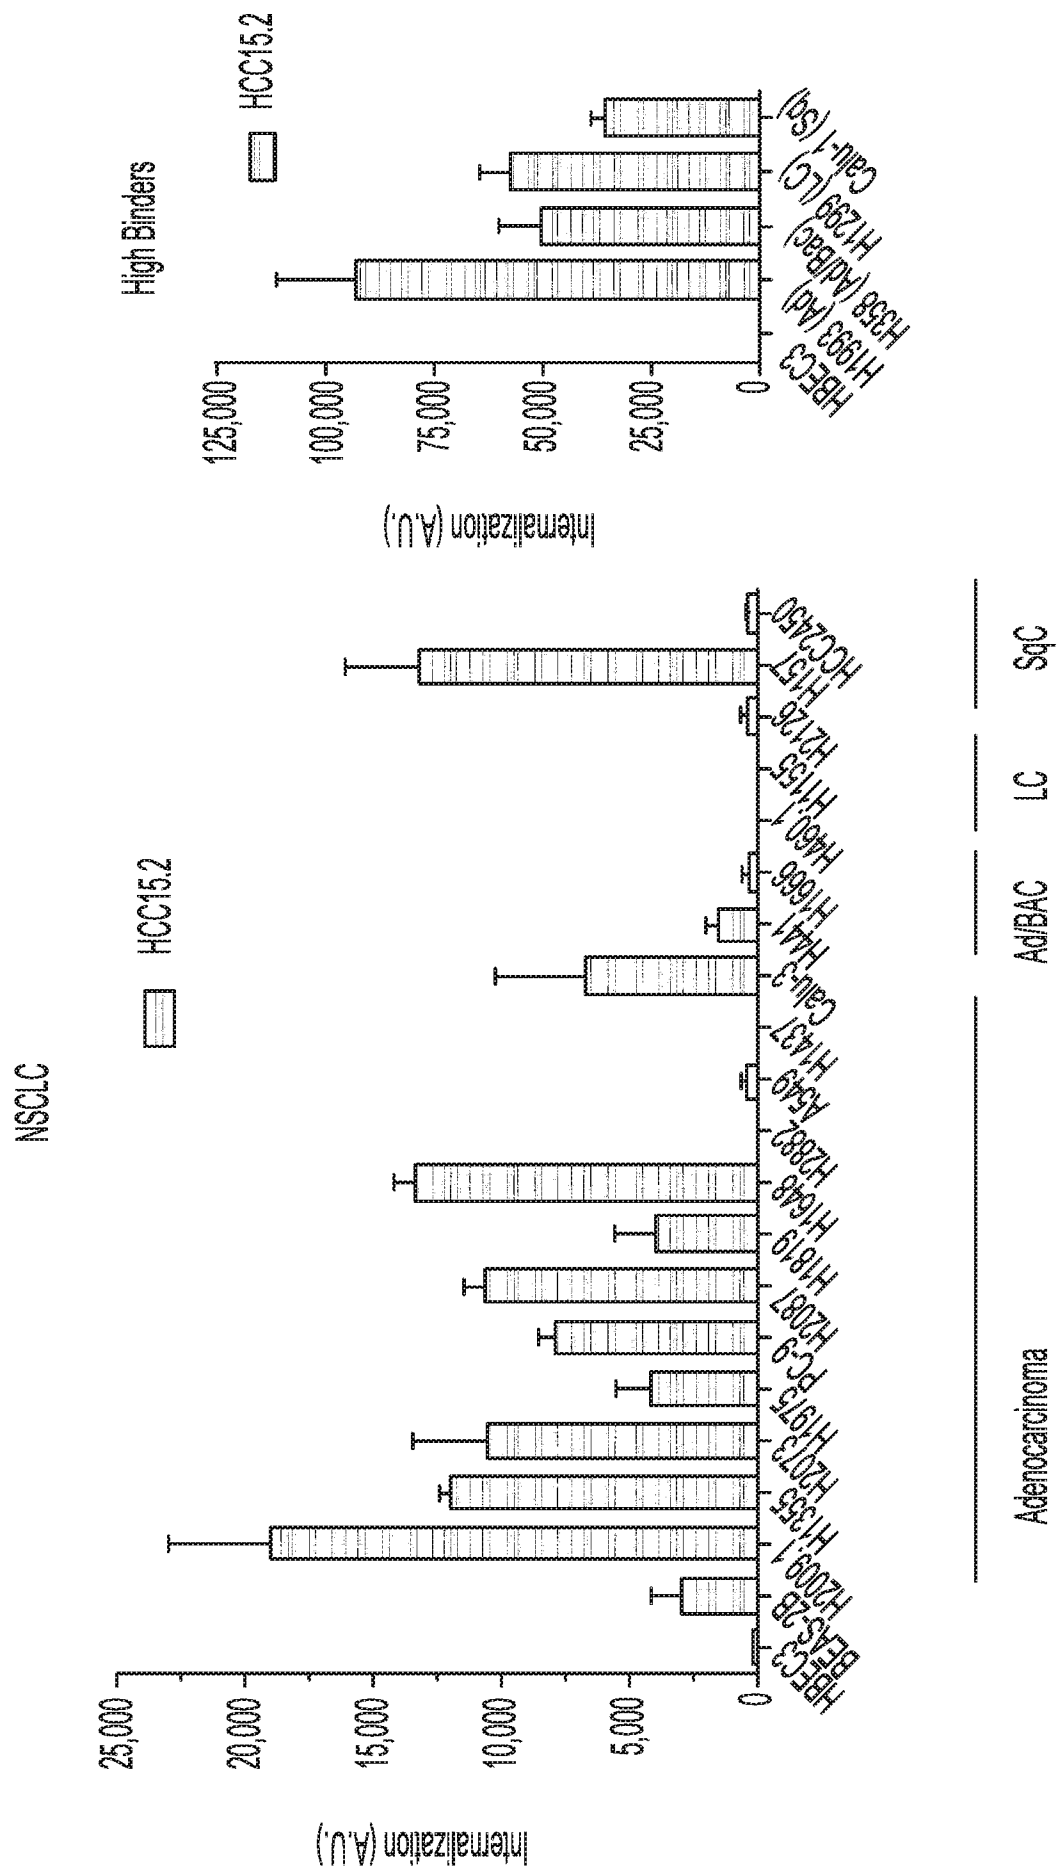 NSCLC
HCC15.2
Internalization (A.U.)
25,000
20,000
15,000
10,000
5,000
0
HBEC3
BEAS-2B
H2009.1
H1355
H2073
H1975
PC-9
H2087
H1819
H1648
H2882
A549
H1437
Calu-3
H441
H1666
H460.1
H1155
H2126
H157
HCC2450
Adenocarcinoma
Ad/BAC
LC
SqC
High Binders
HCC15.2
Internalization (A.U.)
125,000
100,000
75,000
50,000
25,000
0
HBEC3
H1993 (Ad)
H358 (Ad/Bac)
H1299 (LC)
Calu-1 (Sq)